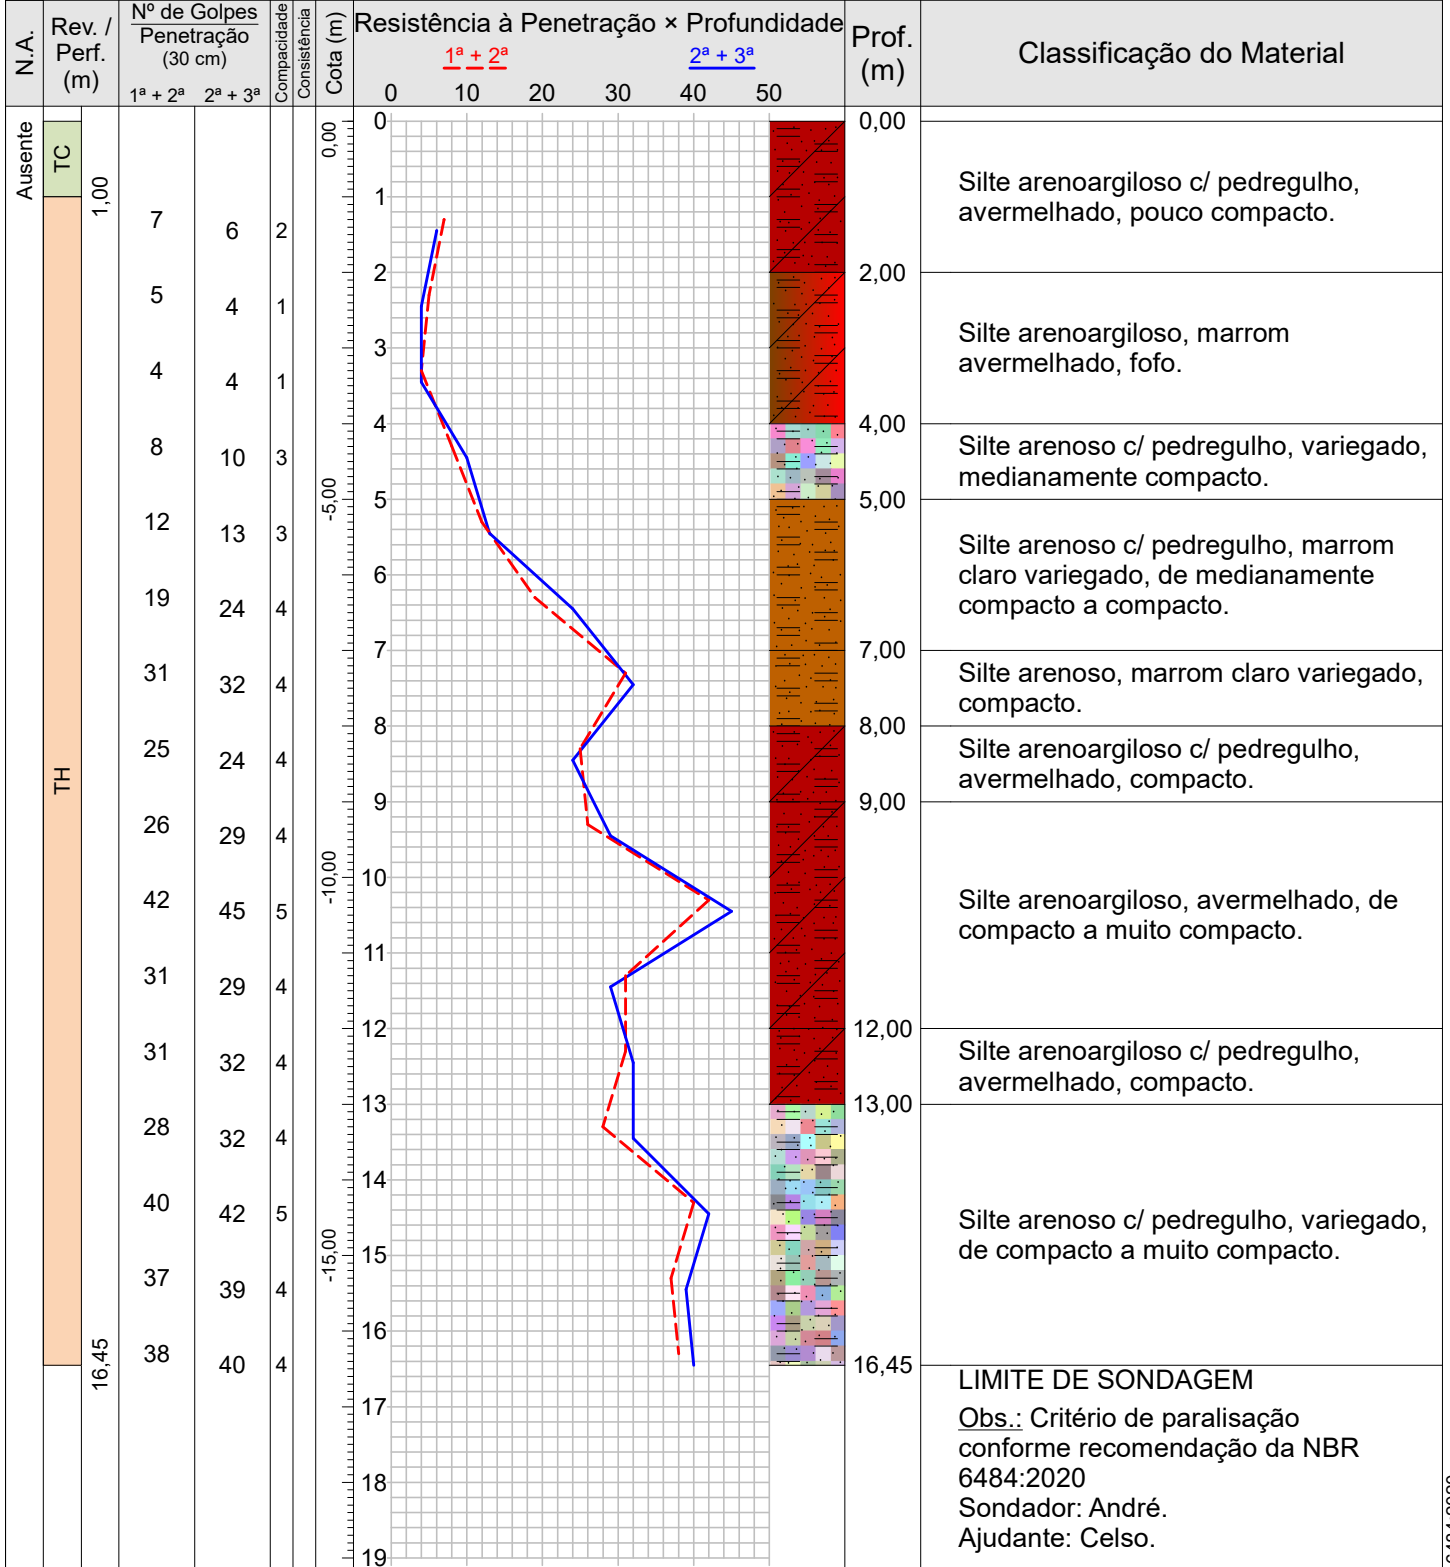 N.A.
Rev. /
Perf.
(m)
Nº de Golpes
Penetração
(30 cm)
1ª + 2ª 2ª + 3ª
Compacidade
Consistência
Cota (m)
Resistência à Penetração × Profundidade
1ª + 2ª 2ª + 3ª
0 10 20 30 40 50
Prof.
(m)
Classificação do Material
Ausente
TC
1,00
TH
16,45
7 6 2
5 4 1
4 4 1
8 10 3
12 13 3
19 24 4
31 32 4
25 24 4
26 29 4
42 45 5
31 29 4
31 32 4
28 32 4
40 42 5
37 39 4
38 40 4
0,00
-5,00
-10,00
-15,00
0
1
2
3
4
5
6
7
8
9
10
11
12
13
14
15
16
17
18
19
0,00
Silte arenoargiloso c/ pedregulho,
avermelhado, pouco compacto.
2,00
Silte arenoargiloso, marrom
avermelhado, fofo.
4,00
Silte arenoso c/ pedregulho, variegado,
medianamente compacto.
5,00
Silte arenoso c/ pedregulho, marrom
claro variegado, de medianamente
compacto a compacto.
7,00
Silte arenoso, marrom claro variegado,
compacto.
8,00
Silte arenoargiloso c/ pedregulho,
avermelhado, compacto.
9,00
Silte arenoargiloso, avermelhado, de
compacto a muito compacto.
12,00
Silte arenoargiloso c/ pedregulho,
avermelhado, compacto.
13,00
Silte arenoso c/ pedregulho, variegado,
de compacto a muito compacto.
16,45
LIMITE DE SONDAGEM
Obs.: Critério de paralisação
conforme recomendação da NBR
6484:2020
Sondador: André.
Ajudante: Celso.